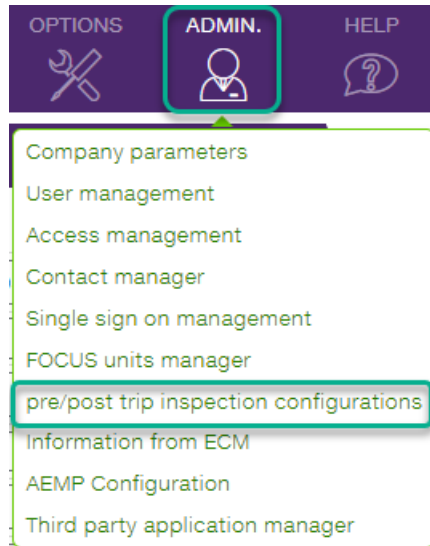 OPTIONS ADMIN. HELP
Company parameters
User management
Access management
Contact manager
Single sign on management
FOCUS units manager
pre/post trip inspection configurations
Information from ECM
AEMP Configuration
Third party application manager